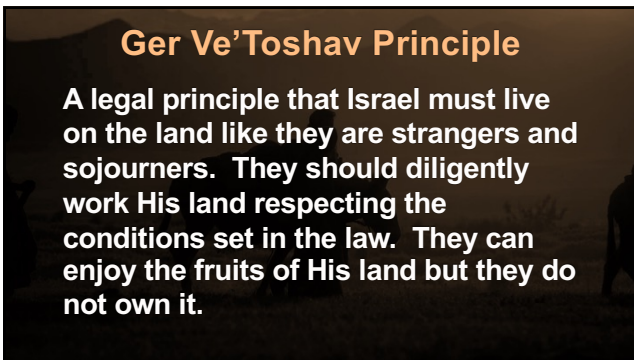 Ger Ve'Toshav Principle
A legal principle that Israel must live
on the land like they are strangers and
sojourners.  They should diligently
work His land respecting the
conditions set in the law.  They can
enjoy the fruits of His land but they do
not own it.